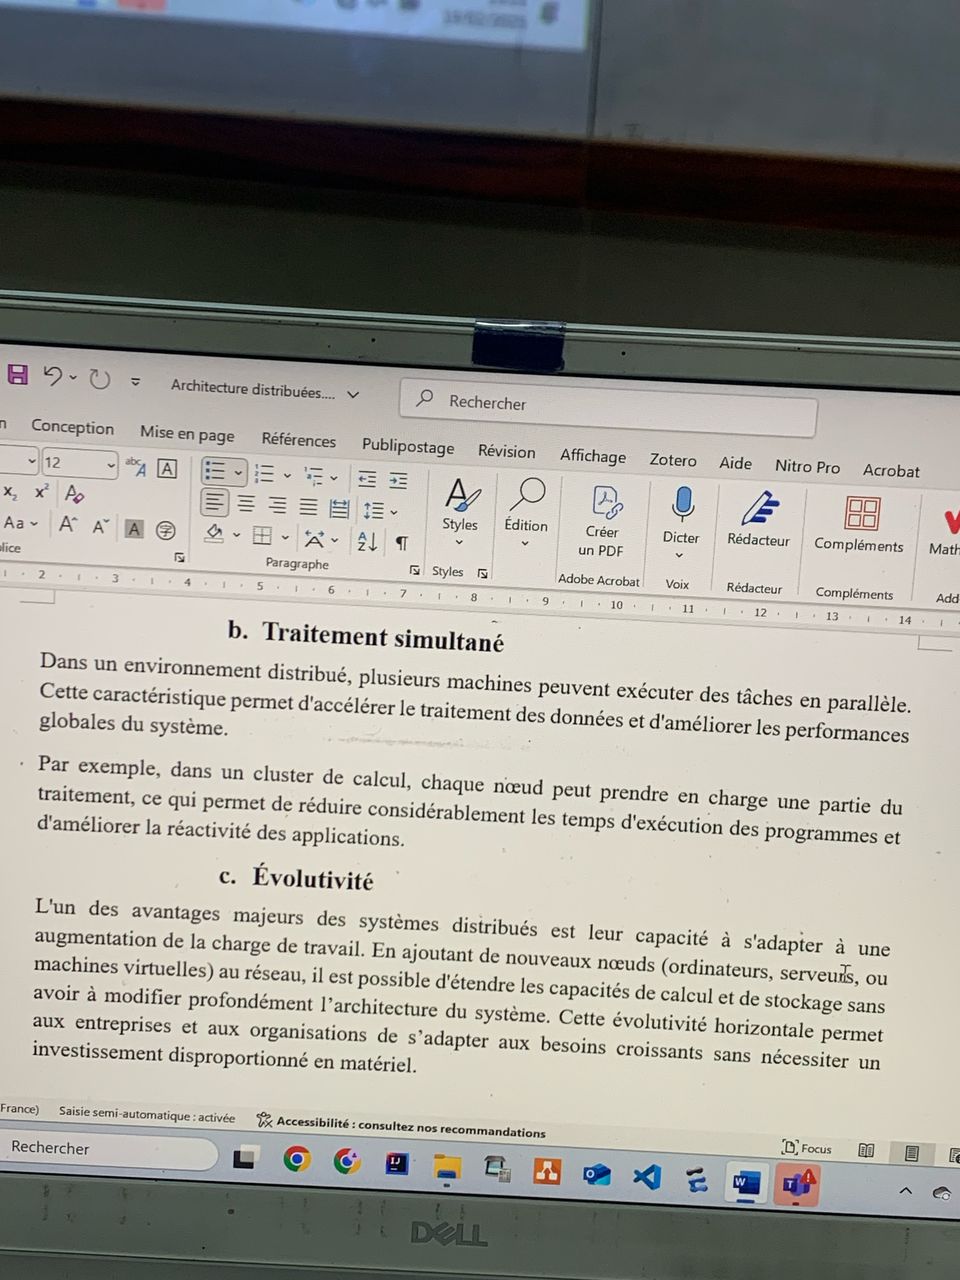 Architecture distribuées....
Rechercher
Conception Mise en page Références Publipostage Révision Affichage Zotero Aide Nitro Pro Acrobat
12
Styles
Édition
Créer
un PDF
Dicter
Rédacteur
Compléments
Math
Paragraphe
Styles
Adobe Acrobat
Voix
Rédacteur
Compléments
Add
2 3 4 5 6 7 8 9 10 11 12 13 14
b. Traitement simultané
Dans un environnement distribué, plusieurs machines peuvent exécuter des tâches en parallèle.
Cette caractéristique permet d'accélérer le traitement des données et d'améliorer les performances
globales du système.
Par exemple, dans un cluster de calcul, chaque nœud peut prendre en charge une partie du
traitement, ce qui permet de réduire considérablement les temps d'exécution des programmes et
d'améliorer la réactivité des applications.
c. Évolutivité
L'un des avantages majeurs des systèmes distribués est leur capacité à s'adapter à une
augmentation de la charge de travail. En ajoutant de nouveaux nœuds (ordinateurs, serveurs, ou
machines virtuelles) au réseau, il est possible d'étendre les capacités de calcul et de stockage sans
avoir à modifier profondément l’architecture du système. Cette évolutivité horizontale permet
aux entreprises et aux organisations de s’adapter aux besoins croissants sans nécessiter un
investissement disproportionné en matériel.
France) Saisie semi-automatique : activée Accessibilité : consultez nos recommandations
Focus
Rechercher
DELL